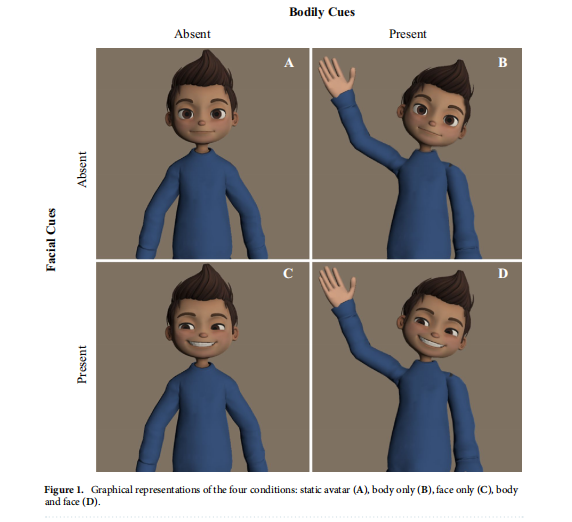 Bodily Cues
Absent
Present
A
B
Facial Cues
Absent
C
D
Present
Figure 1. Graphical representations of the four conditions: static avatar (A), body only (B), face only (C), body
and face (D).